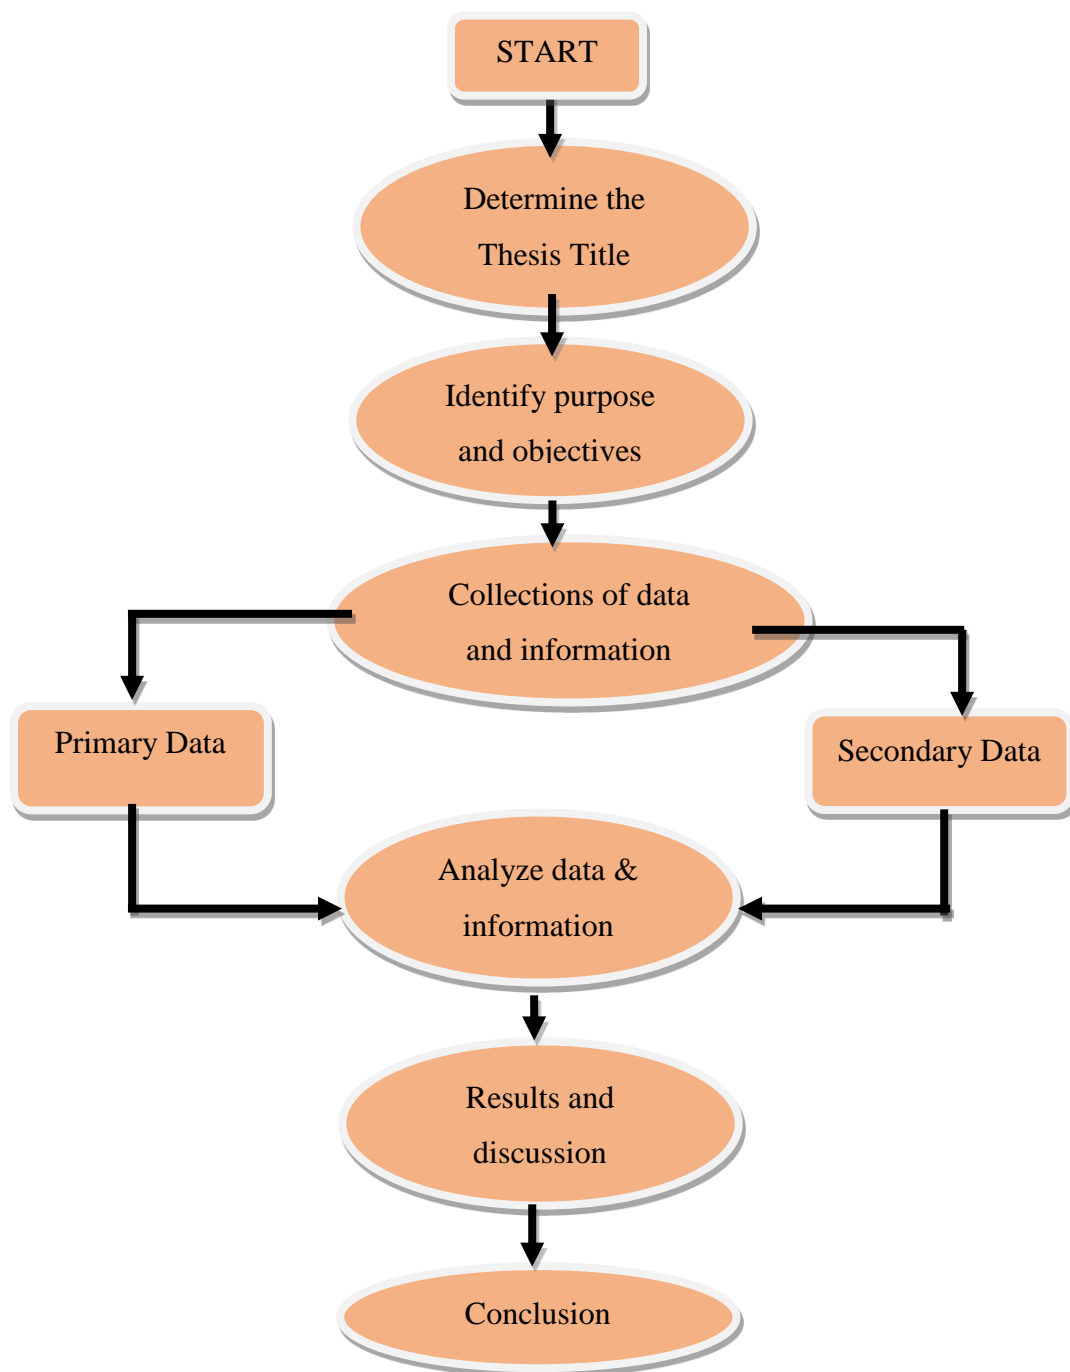 START
Determine the
Thesis Title
Identify purpose
and objectives
Collections of data
and information
Primary Data
Secondary Data
Analyze data &
information
Results and
discussion
Conclusion